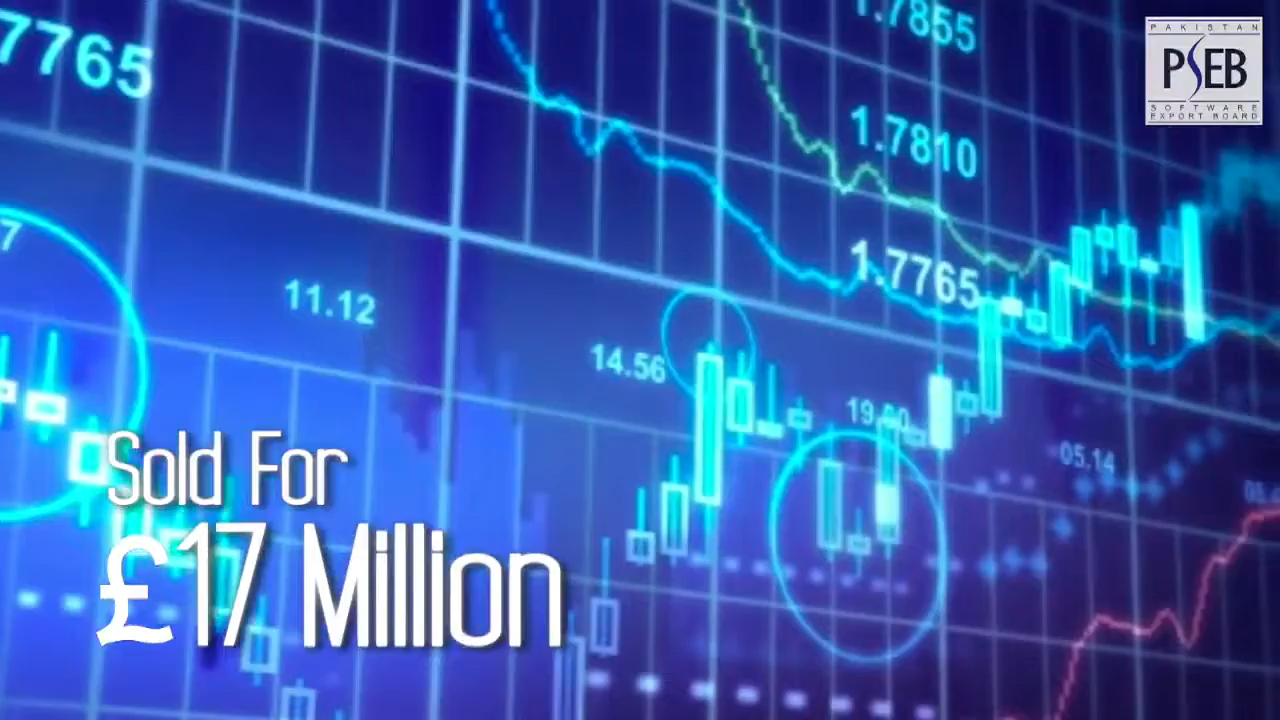 1.7855
7765
PAKISTAN
PSEB
SOFTWARE
EXPORT BOARD
1.7810
7
1.7765
11.12
14.56
05.14
Sold For
£17 Million